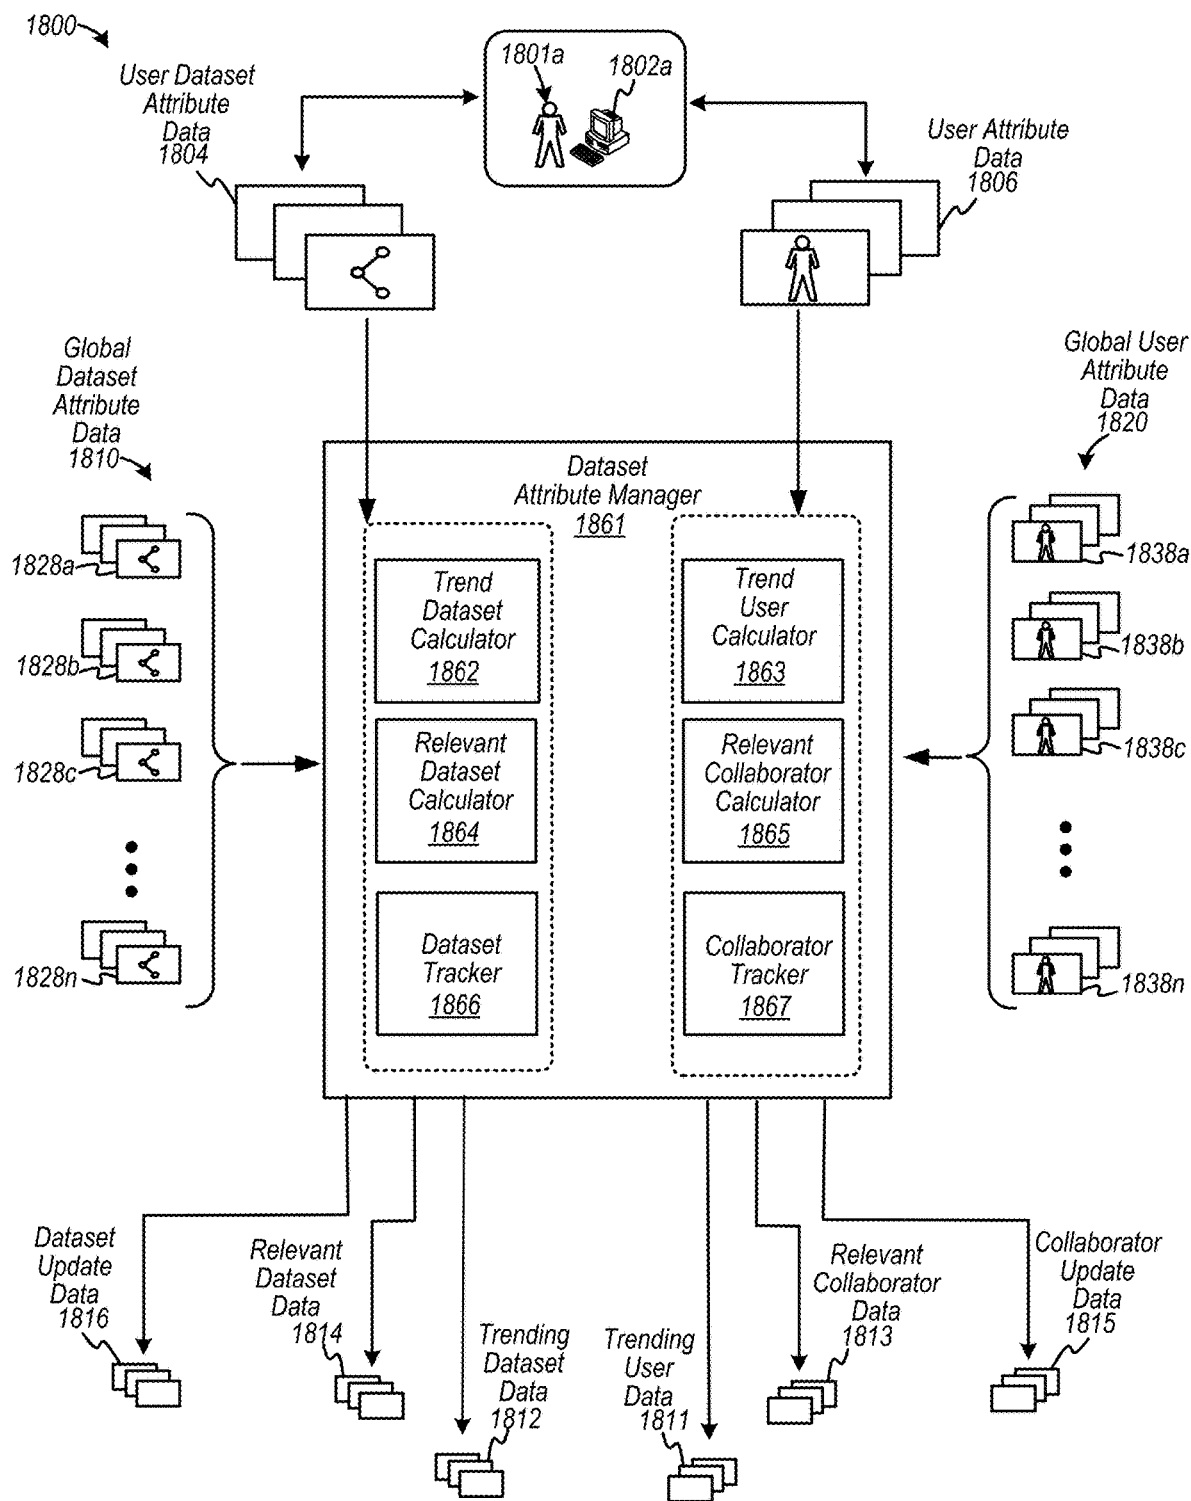 1800
1801a
1802a
User Dataset
Attribute
Data
1804
User Attribute
Data
1806
Global
Dataset
Attribute
Data
1810
Global User
Attribute
Data
1820
Dataset
Attribute Manager
1861
1828a
1828b
1828c
1828n
Trend
Dataset
Calculator
1862
Relevant
Dataset
Calculator
1864
Dataset
Tracker
1866
Trend
User
Calculator
1863
Relevant
Collaborator
Calculator
1865
Collaborator
Tracker
1867
1838a
1838b
1838c
1838n
Dataset
Update
Data
1816
Relevant
Dataset
Data
1814
Trending
Dataset
Data
1812
Trending
User
Data
1811
Relevant
Collaborator
Data
1813
Collaborator
Update
Data
1815